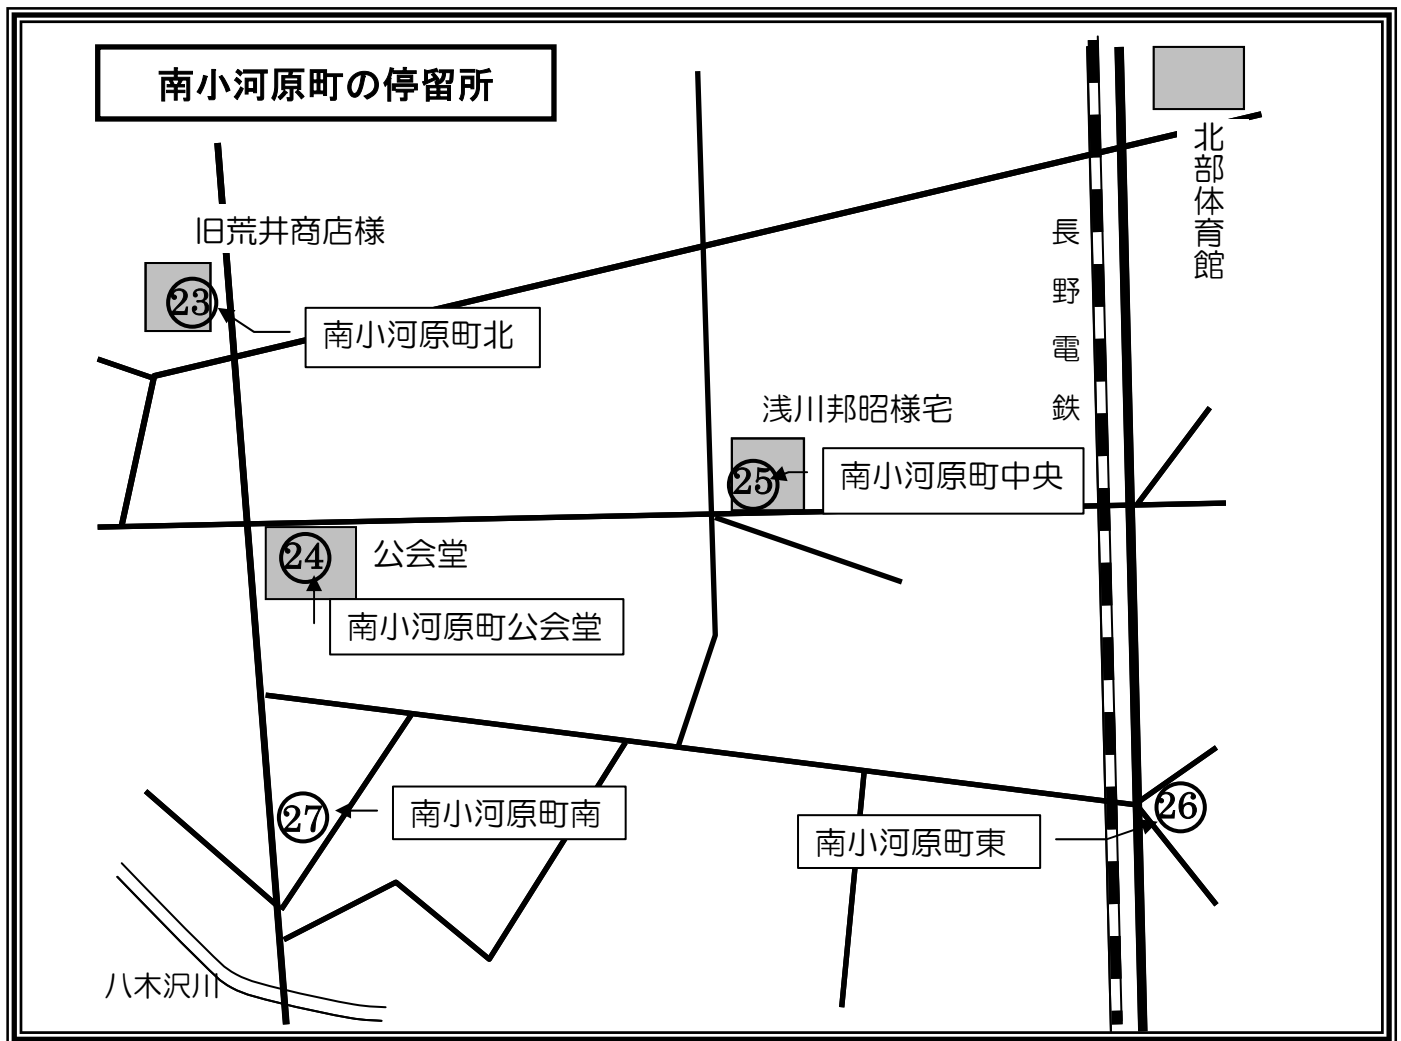 南小河原町の停留所
北部体育館
旧荒井商店様
長野電鉄
23
南小河原町北
浅川邦昭様宅
25
南小河原町中央
24
公会堂
南小河原町公会堂
27
南小河原町南
26
南小河原町東
八木沢川